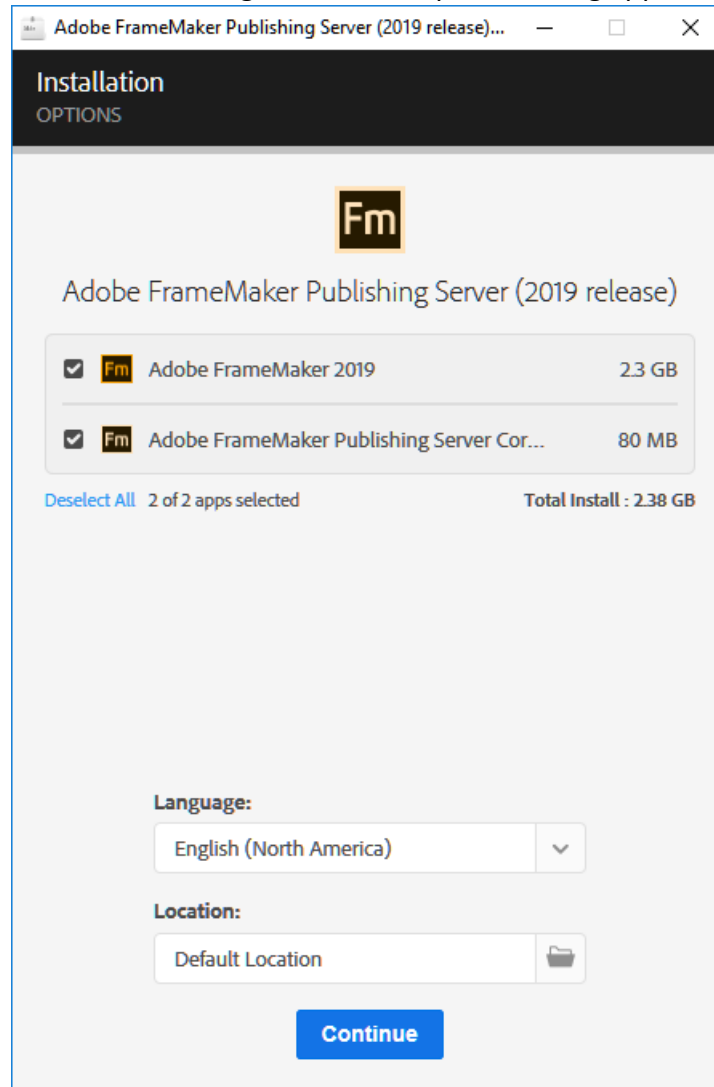 Adobe FrameMaker Publishing Server (2019 release)...
Installation
OPTIONS
Fm
Adobe FrameMaker Publishing Server (2019 release)
Fm Adobe FrameMaker 2019 2.3 GB
Fm Adobe FrameMaker Publishing Server Cor... 80 MB
Deselect All 2 of 2 apps selected Total Install : 2.38 GB
Language:
English (North America)
Location:
Default Location
Continue